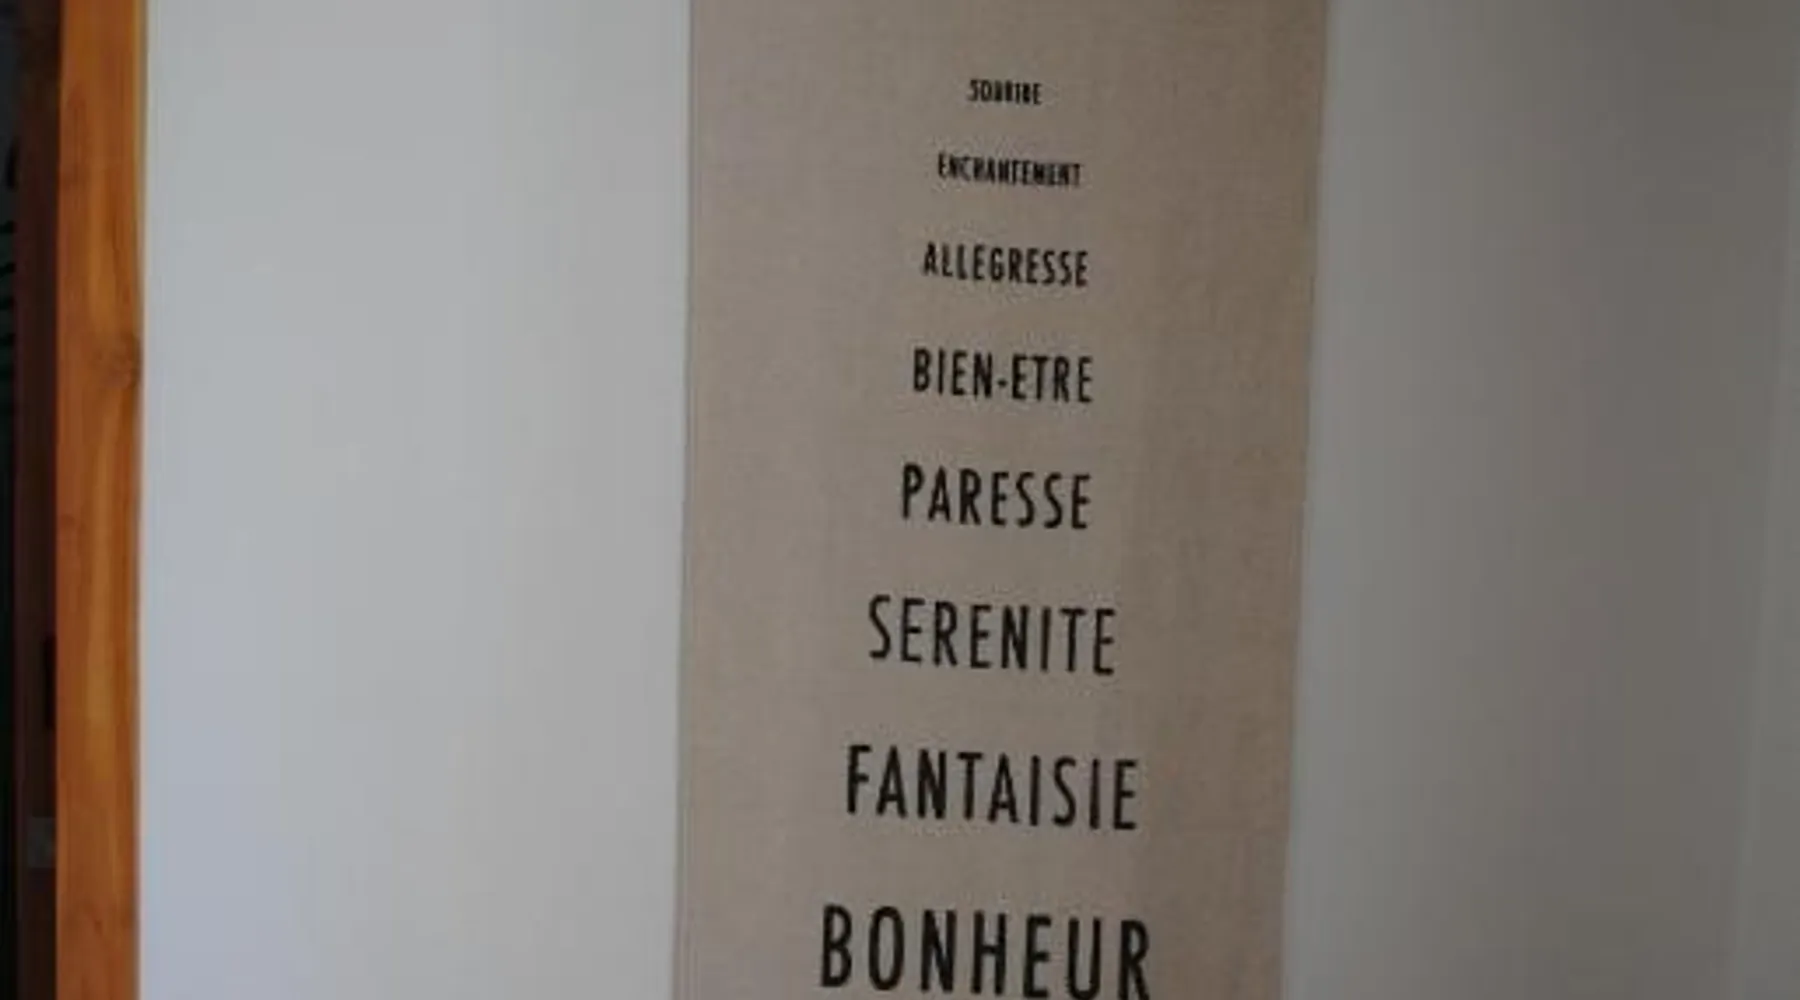 SOURIRE
ENCHANTEMENT
ALLEGRESSE
BIEN-ETRE
PARESSE
SERENITE
FANTAISIE
BONHEUR